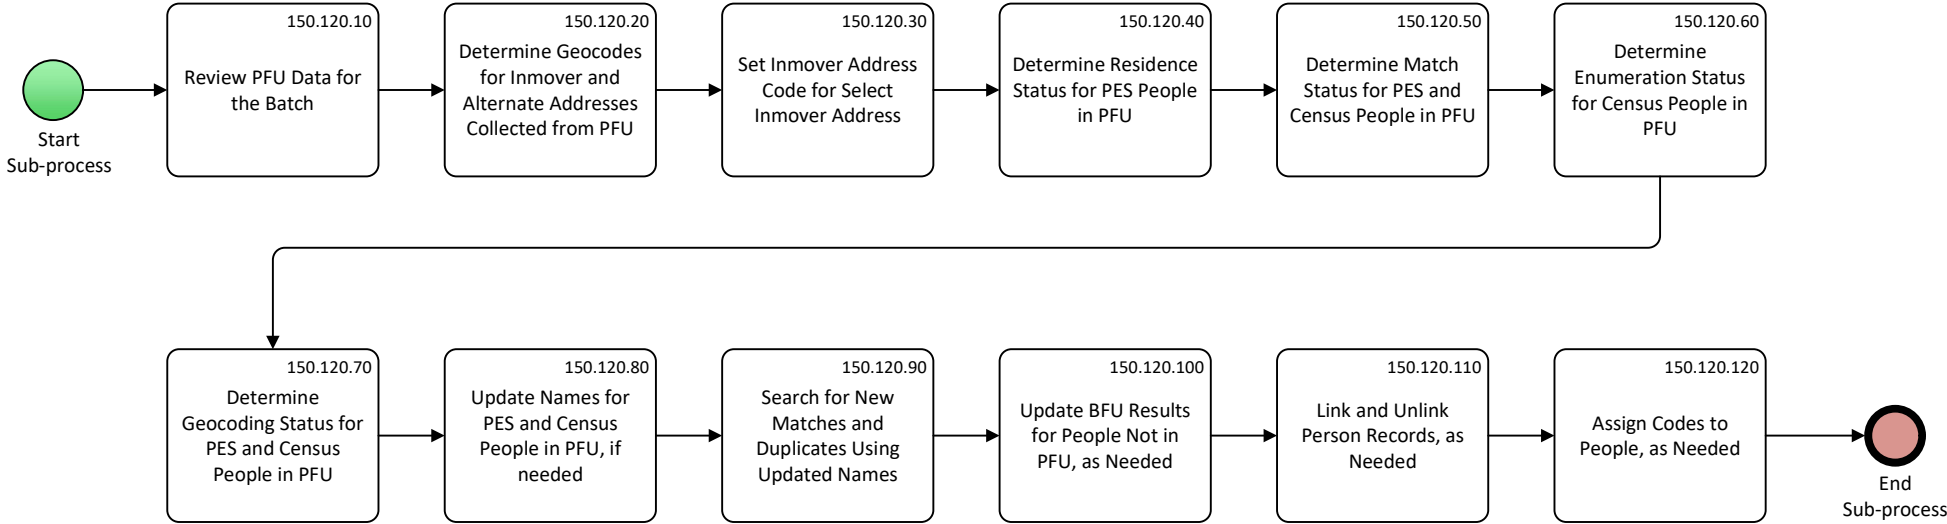 Start
Sub-process
150.120.10
Review PFU Data for
the Batch
150.120.20
Determine Geocodes
for Inmover and
Alternate Addresses
Collected from PFU
150.120.30
Set Inmover Address
Code for Select
Inmover Address
150.120.40
Determine Residence
Status for PES People
in PFU
150.120.50
Determine Match
Status for PES and
Census People in PFU
150.120.60
Determine
Enumeration Status
for Census People in
PFU
150.120.70
Determine
Geocoding Status for
PES and Census
People in PFU
150.120.80
Update Names for
PES and Census
People in PFU, if
needed
150.120.90
Search for New
Matches and
Duplicates Using
Updated Names
150.120.100
Update BFU Results
for People Not in
PFU, as Needed
150.120.110
Link and Unlink
Person Records, as
Needed
150.120.120
Assign Codes to
People, as Needed
End
Sub-process